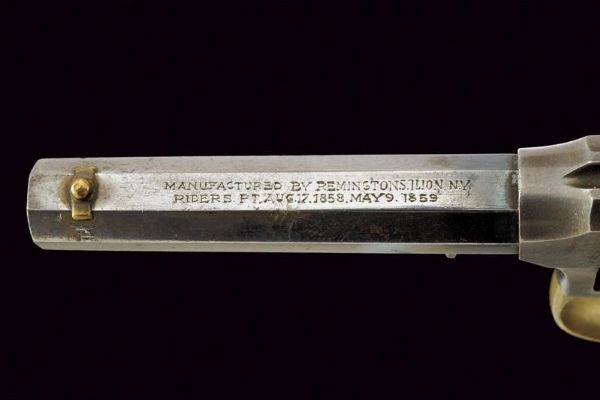 MANUFACTURED BY REMINGTONS, ILION, N.Y.
RIDERS PT. AUG. 17. 1858, MAY 9. 1859